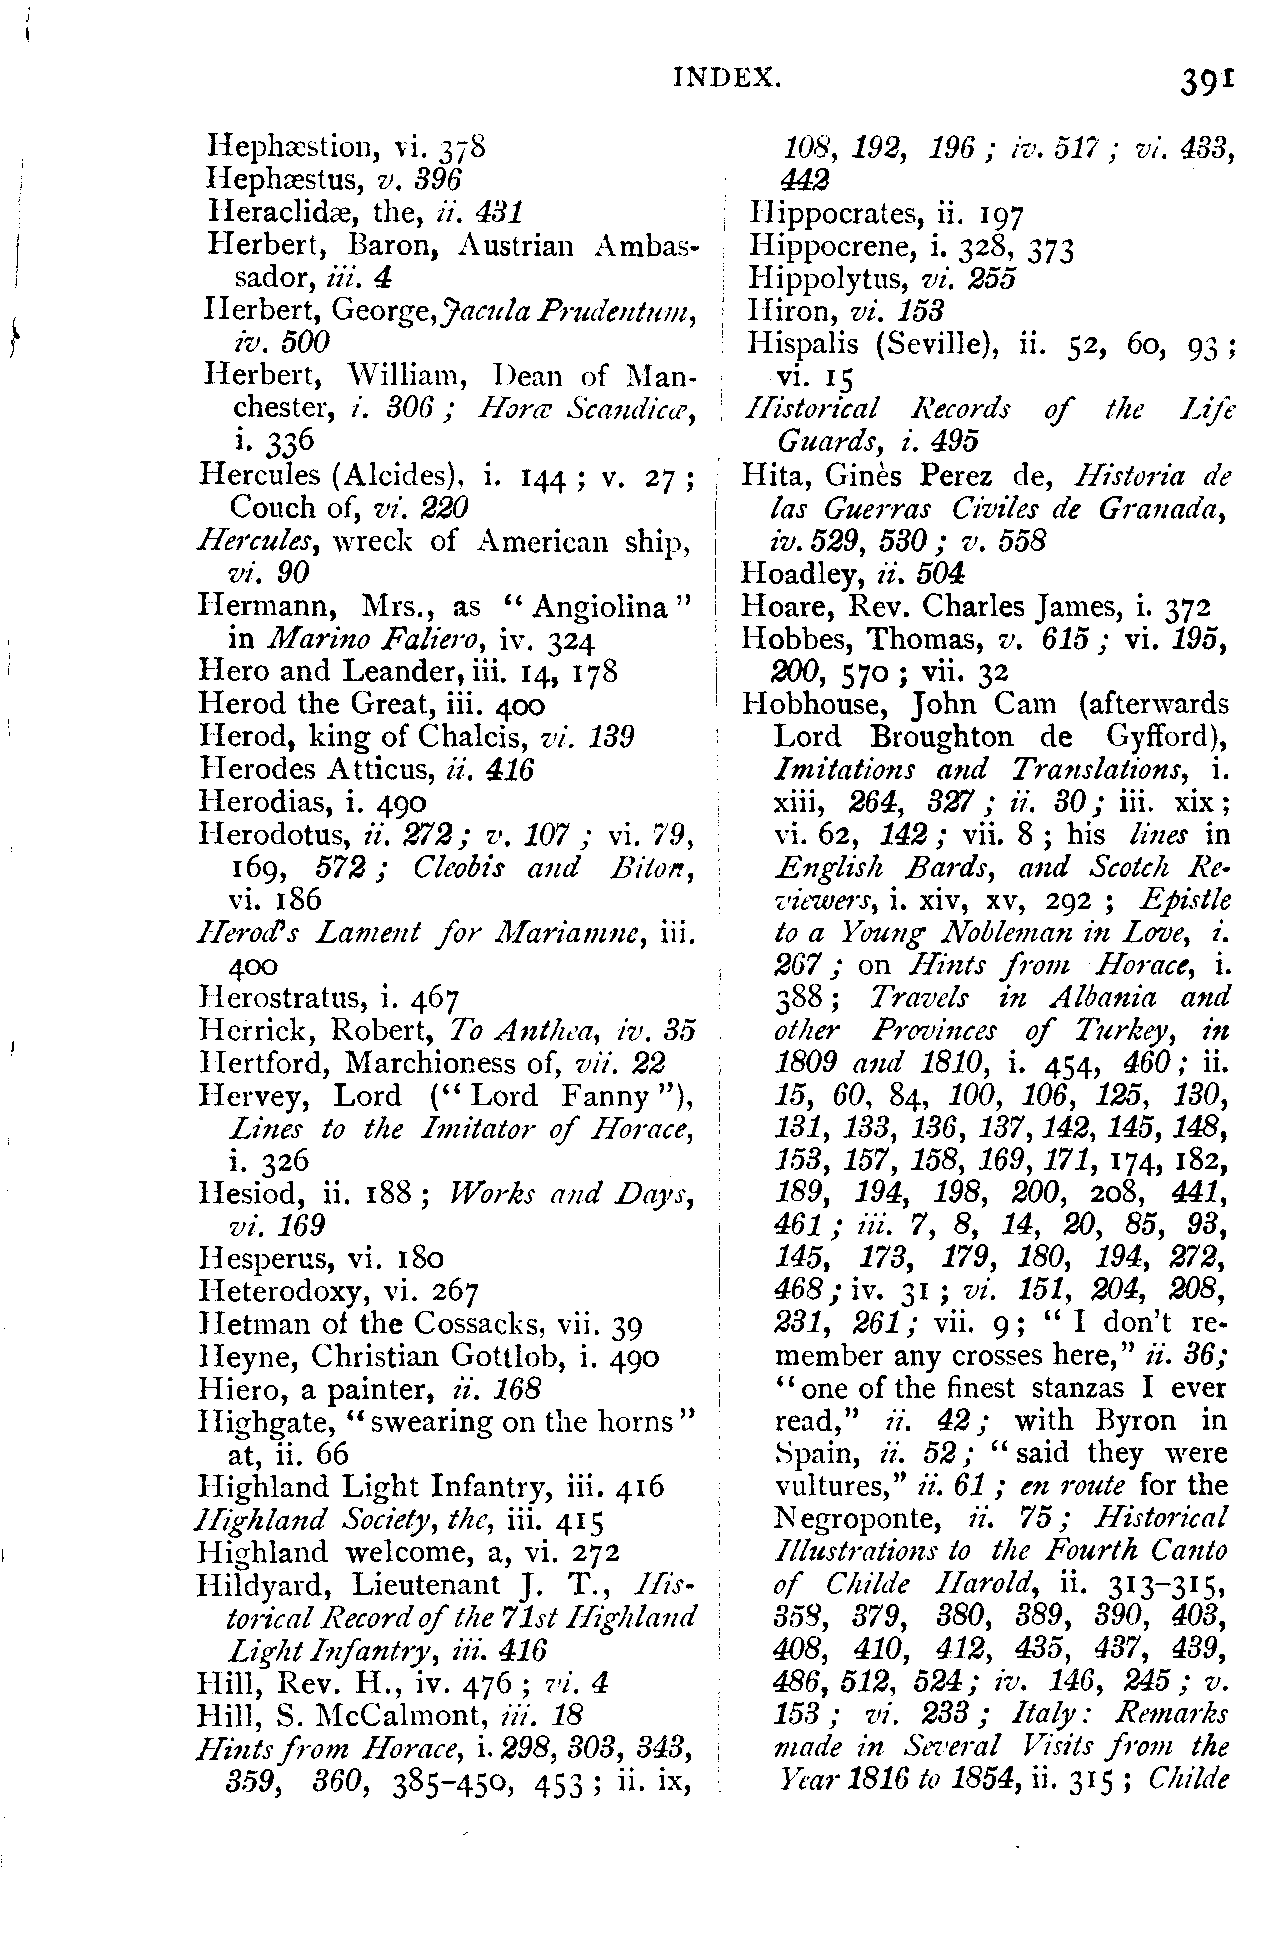 INDEX. 391
Hephæstion, vi. 378
Hephæstus, v. 396
Heraclidæ, the, ii. 431
Herbert, Baron, Austrian Ambas-
sador, iii. 4
Herbert, George, Jacula Prudentum,
iv. 500
Herbert, William, Dean of Man-
chester, i. 306 ; Horæ Scandicæ,
i. 336
Hercules (Alcides), i. 144 ; v. 27 ;
Couch of, vi. 220
Hercules, wreck of American ship,
vi. 90
Hermann, Mrs., as “Angiolina”
in Marino Faliero, iv. 324
Hero and Leander, iii. 14, 178
Herod the Great, iii. 400
Herod, king of Chalcis, vi. 139
Herodes Atticus, ii. 416
Herodias, i. 490
Herodotus, ii. 272 ; v. 107 ; vi. 79,
169, 572 ; Cleobis and Biton,
vi. 186
Herod's Lament for Mariamne, iii.
400
Herostratus, i. 467
Herrick, Robert, To Anthea, iv. 35
Hertford, Marchioness of, vii. 22
Hervey, Lord (“Lord Fanny”),
Lines to the Imitator of Horace,
i. 326
Hesiod, ii. 188 ; Works and Days,
vi. 169
Hesperus, vi. 180
Heterodoxy, vi. 267
Hetman of the Cossacks, vii. 39
Heyne, Christian Gottlob, i. 490
Hiero, a painter, ii. 168
Highgate, “swearing on the horns”
at, ii. 66
Highland Light Infantry, iii. 416
Highland Society, the, iii. 415
Highland welcome, a, vi. 272
Hildyard, Lieutenant J. T., His-
torical Record of the 71st Highland
Light Infantry, iii. 416
Hill, Rev. H., iv. 476 ; vi. 4
Hill, S. McCalmont, iii. 18
Hints from Horace, i. 298, 303, 343,
359, 360, 385–450, 453 ; ii. ix,
108, 192, 196 ; iv. 517 ; vi. 433,
442
Hippocrates, ii. 197
Hippocrene, i. 328, 373
Hippolytus, vi. 255
Hiron, vi. 153
Hispalis (Seville), ii. 52, 60, 93 ;
vi. 15
Historical Records of the Life
Guards, i. 495
Hita, Ginès Perez de, Historia de
las Guerras Civiles de Granada,
iv. 529, 530 ; v. 558
Hoadley, ii. 504
Hoare, Rev. Charles James, i. 372
Hobbes, Thomas, v. 615 ; vi. 195,
200, 570 ; vii. 32
Hobhouse, John Cam (afterwards
Lord Broughton de Gyfford),
Imitations and Translations, i.
xiii, 264, 327 ; ii. 30 ; iii. xix ;
vi. 62, 142 ; vii. 8 ; his lines in
English Bards, and Scotch Re-
viewers, i. xiv, xv, 292 ; Epistle
to a Young Nobleman in Love, i.
267 ; on Hints from Horace, i.
388 ; Travels in Albania and
other Provinces of Turkey, in
1809 and 1810, i. 454, 460 ; ii.
15, 60, 84, 100, 106, 125, 130,
131, 133, 136, 137, 142, 145, 148,
153, 157, 158, 169, 171, 174, 182,
189, 194, 198, 200, 208, 441,
461 ; iii. 7, 8, 14, 20, 85, 93,
145, 173, 179, 180, 194, 272,
468 ; iv. 31 ; vi. 151, 204, 208,
231, 261 ; vii. 9 ; “I don't re-
member any crosses here,” ii. 36;
“one of the finest stanzas I ever
read,” ii. 42 ; with Byron in
Spain, ii. 52 ; “said they were
vultures,” ii. 61 ; en route for the
Negroponte, ii. 75 ; Historical
Illustrations to the Fourth Canto
of Childe Harold, ii. 313–315,
358, 379, 380, 389, 390, 403,
408, 410, 412, 435, 437, 439,
486, 512, 524 ; iv. 146, 245 ; v.
153 ; vi. 233 ; Italy : Remarks
made in Several Visits from the
Year 1816 to 1854, ii. 315 ; Childe